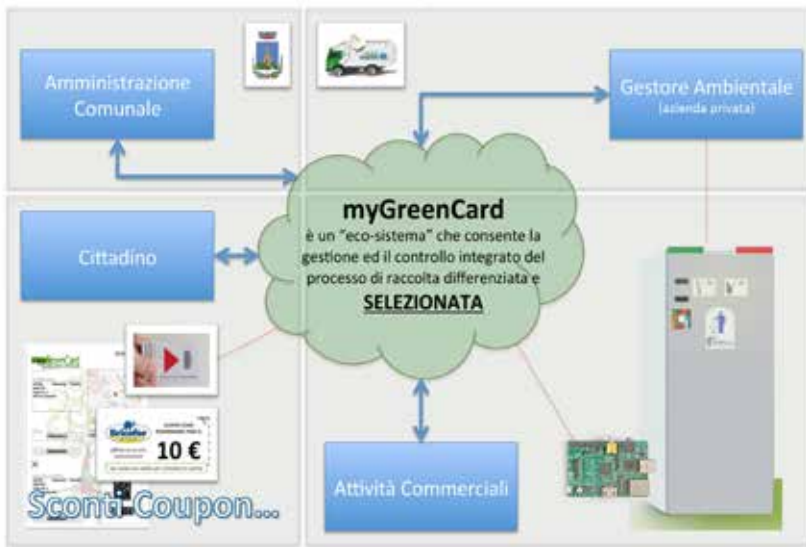 Amministrazione
Comunale
Gestore Ambientale
(azienda privata)
myGreenCard
è un "eco-sistema" che consente la
gestione ed il controllo integrato del
processo di raccolta differenziata e
SELEZIONATA
Cittadino
10 €
Attività Commerciali
Sconti Coupon...